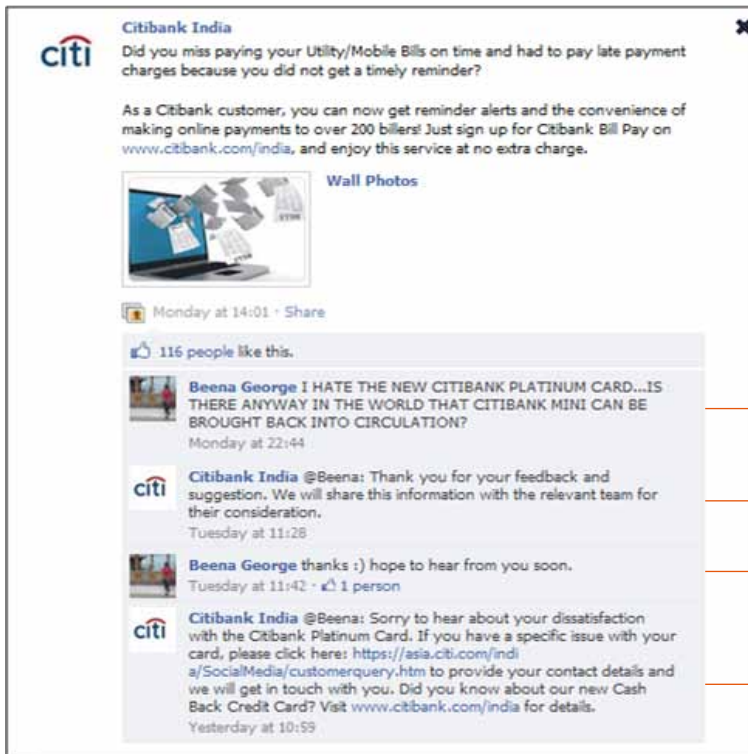 Citibank India
citi
Did you miss paying your Utility/Mobile Bills on time and had to pay late payment
charges because you did not get a timely reminder?
As a Citibank customer, you can now get reminder alerts and the convenience of
making online payments to over 200 billers! Just sign up for Citibank Bill Pay on
www.citibank.com/india, and enjoy this service at no extra charge.
Wall Photos
Monday at 14:01 · Share
116 people like this.
Beena George I HATE THE NEW CITIBANK PLATINUM CARD...IS
THERE ANYWAY IN THE WORLD THAT CITIBANK MINI CAN BE
BROUGHT BACK INTO CIRCULATION?
Monday at 22:44
citi
Citibank India @Beena: Thank you for your feedback and
suggestion. We will share this information with the relevant team for
their consideration.
Tuesday at 11:28
Beena George thanks :) hope to hear from you soon.
Tuesday at 11:42 · 1 person
citi
Citibank India @Beena: Sorry to hear about your dissatisfaction
with the Citibank Platinum Card. If you have a specific issue with your
card, please click here: https://asia.citi.com/indi
a/SocialMedia/customerquery.htm to provide your contact details and
we will get in touch with you. Did you know about our new Cash
Back Credit Card? Visit www.citibank.com/india for details.
Yesterday at 10:59